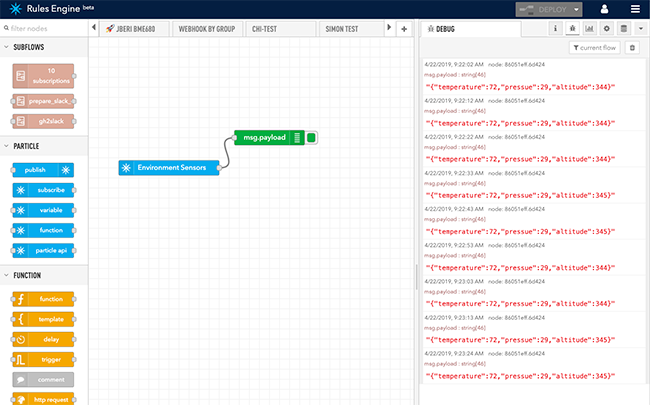 Rules Engine beta
DEPLOY
filter nodes
JBERI BME680
WEBHOOK BY GROUP
CHI-TEST
SIMON TEST
DEBUG
current flow
SUBFLOWS
10
subscriptions
prepare_slack_
gh2slack
PARTICLE
publish
subscribe
variable
function
particle api
FUNCTION
function
template
delay
trigger
comment
http request
msg.payload
Environment Sensors
4/22/2019, 9:22:02 AM node: 86051eff.6d424
msg.payload : string[46]
"{"temperature":72,"pressue":29,"altitude":344}"
4/22/2019, 9:22:12 AM node: 86051eff.6d424
msg.payload : string[46]
"{"temperature":72,"pressue":29,"altitude":344}"
4/22/2019, 9:22:22 AM node: 86051eff.6d424
msg.payload : string[46]
"{"temperature":72,"pressue":29,"altitude":344}"
4/22/2019, 9:22:33 AM node: 86051eff.6d424
msg.payload : string[46]
"{"temperature":72,"pressue":29,"altitude":345}"
4/22/2019, 9:22:43 AM node: 86051eff.6d424
msg.payload : string[46]
"{"temperature":72,"pressue":29,"altitude":345}"
4/22/2019, 9:22:53 AM node: 86051eff.6d424
msg.payload : string[46]
"{"temperature":72,"pressue":29,"altitude":344}"
4/22/2019, 9:23:03 AM node: 86051eff.6d424
msg.payload : string[46]
"{"temperature":72,"pressue":29,"altitude":344}"
4/22/2019, 9:23:13 AM node: 86051eff.6d424
msg.payload : string[46]
"{"temperature":72,"pressue":29,"altitude":345}"
4/22/2019, 9:23:24 AM node: 86051eff.6d424
msg.payload : string[46]
"{"temperature":72,"pressue":29,"altitude":345}"